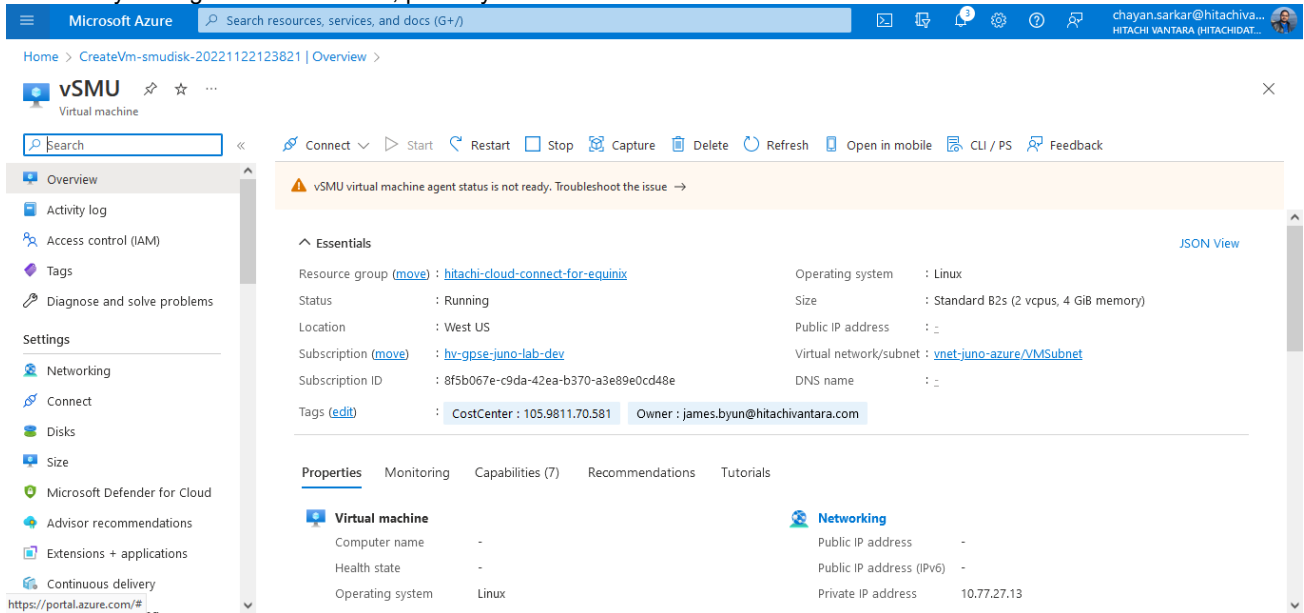 Microsoft Azure
Search resources, services, and docs (G+/)
3
chayan.sarkar@hitachiva...
HITACHI VANTARA (HITACHIDAT...
Home > CreateVm-smudisk-20221122123821 | Overview >
vSMU
Virtual machine
Search
Connect
Start
Restart
Stop
Capture
Delete
Refresh
Open in mobile
CLI / PS
Feedback
vSMU virtual machine agent status is not ready. Troubleshoot the issue →
Overview
Activity log
Access control (IAM)
Tags
Diagnose and solve problems
Settings
Networking
Connect
Disks
Size
Microsoft Defender for Cloud
Advisor recommendations
Extensions + applications
Continuous delivery
https://portal.azure.com/#
Essentials
JSON View
Resource group (move) : hitachi-cloud-connect-for-equinix
Status : Running
Location : West US
Subscription (move) : hv-gpse-juno-lab-dev
Subscription ID : 8f5b067e-c9da-42ea-b370-a3e89e0cd48e
Tags (edit) : CostCenter : 105.9811.70.581 Owner : james.byun@hitachivantara.com
Operating system : Linux
Size : Standard B2s (2 vcpus, 4 GiB memory)
Public IP address : -
Virtual network/subnet : vnet-juno-azure/VMSubnet
DNS name : -
Properties Monitoring Capabilities (7) Recommendations Tutorials
Virtual machine
Computer name -
Health state -
Operating system Linux
Networking
Public IP address -
Public IP address (IPv6) -
Private IP address 10.77.27.13